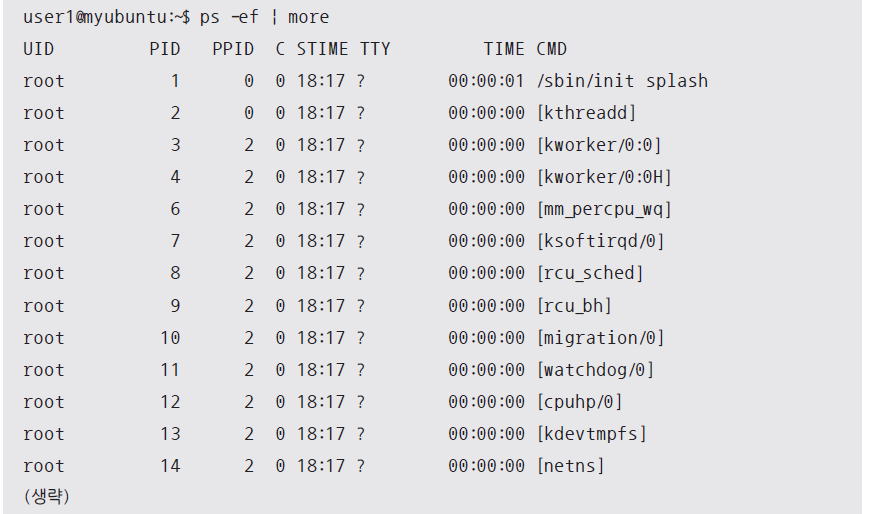 user1@myubuntu:~$ ps -ef | more
UID PID PPID C STIME TTY TIME CMD
root 1 0 0 18:17 ? 00:00:01 /sbin/init splash
root 2 0 0 18:17 ? 00:00:00 [kthreadd]
root 3 2 0 18:17 ? 00:00:00 [kworker/0:0]
root 4 2 0 18:17 ? 00:00:00 [kworker/0:0H]
root 6 2 0 18:17 ? 00:00:00 [mm_percpu_wq]
root 7 2 0 18:17 ? 00:00:00 [ksoftirqd/0]
root 8 2 0 18:17 ? 00:00:00 [rcu_sched]
root 9 2 0 18:17 ? 00:00:00 [rcu_bh]
root 10 2 0 18:17 ? 00:00:00 [migration/0]
root 11 2 0 18:17 ? 00:00:00 [watchdog/0]
root 12 2 0 18:17 ? 00:00:00 [cpuhp/0]
root 13 2 0 18:17 ? 00:00:00 [kdevtmpfs]
root 14 2 0 18:17 ? 00:00:00 [netns]
(생략)